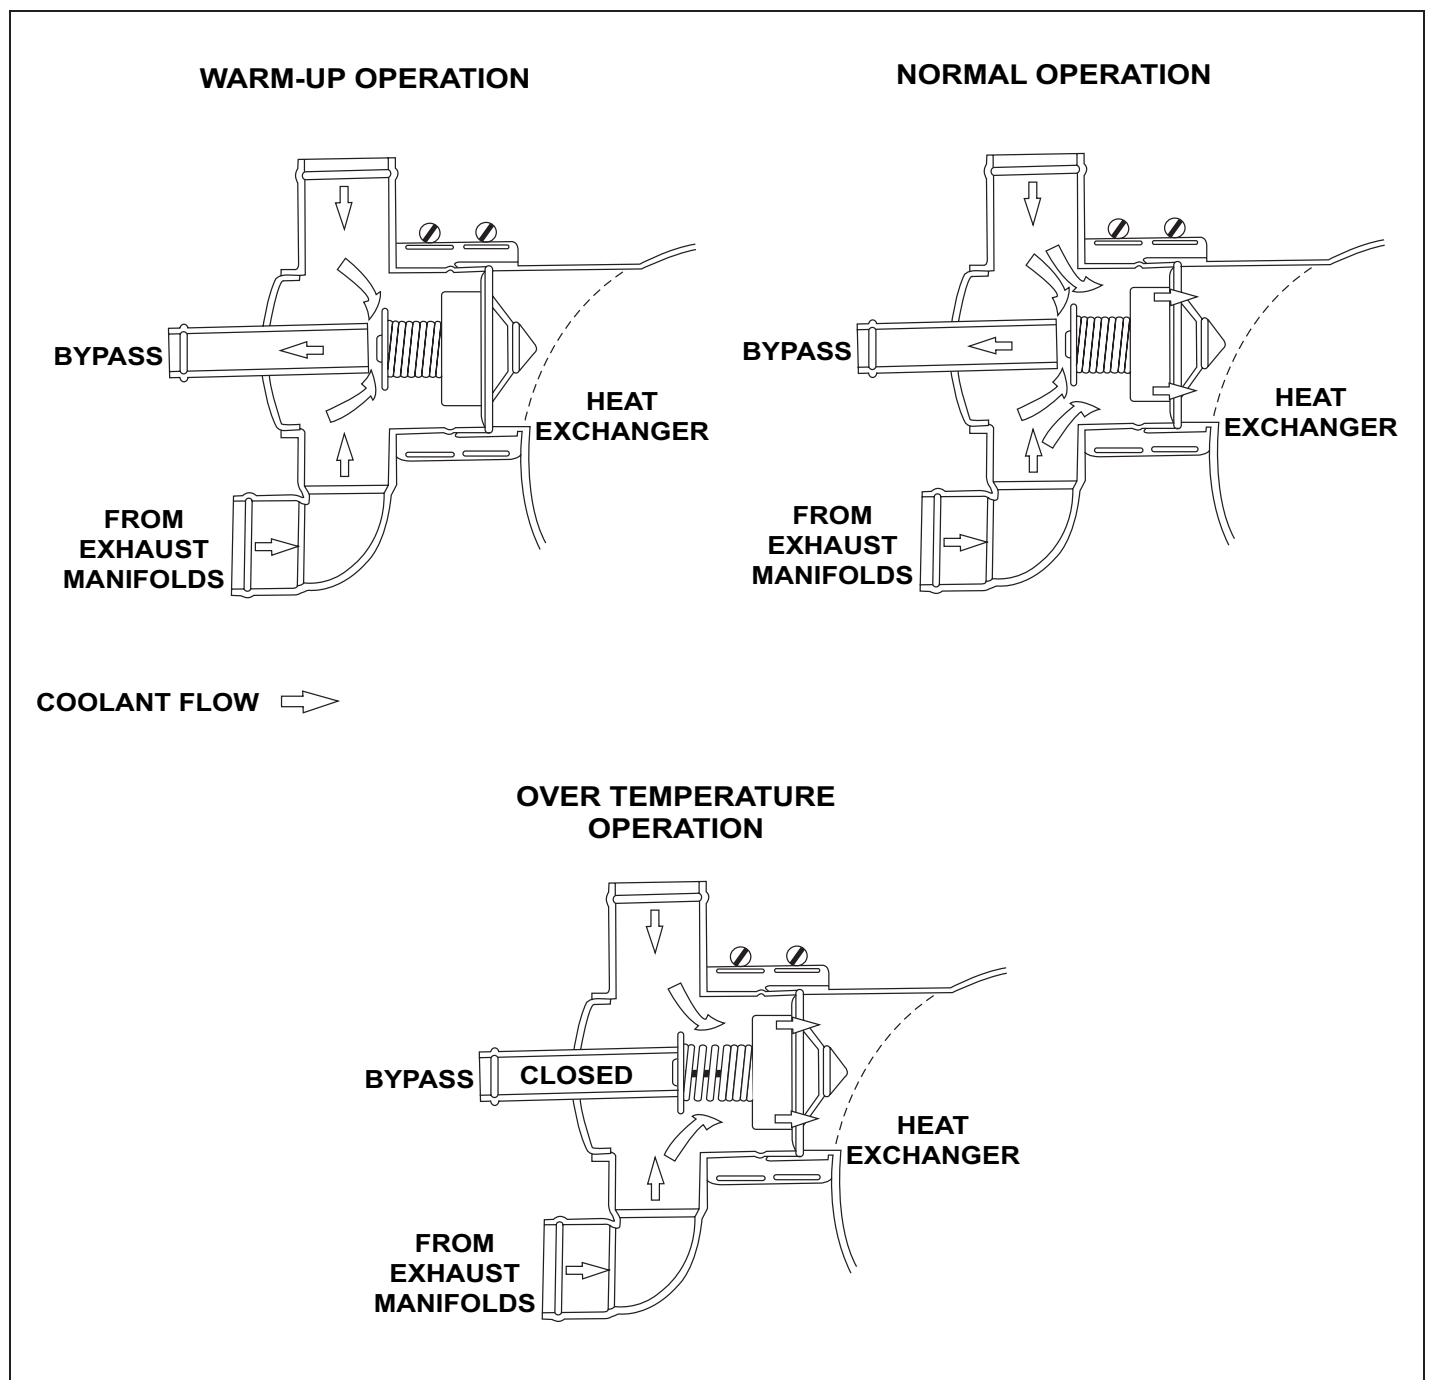 WARM-UP OPERATION
BYPASS
HEAT
EXCHANGER
FROM
EXHAUST
MANIFOLDS
NORMAL OPERATION
BYPASS
HEAT
EXCHANGER
FROM
EXHAUST
MANIFOLDS
COOLANT FLOW
OVER TEMPERATURE
OPERATION
BYPASS
CLOSED
HEAT
EXCHANGER
FROM
EXHAUST
MANIFOLDS